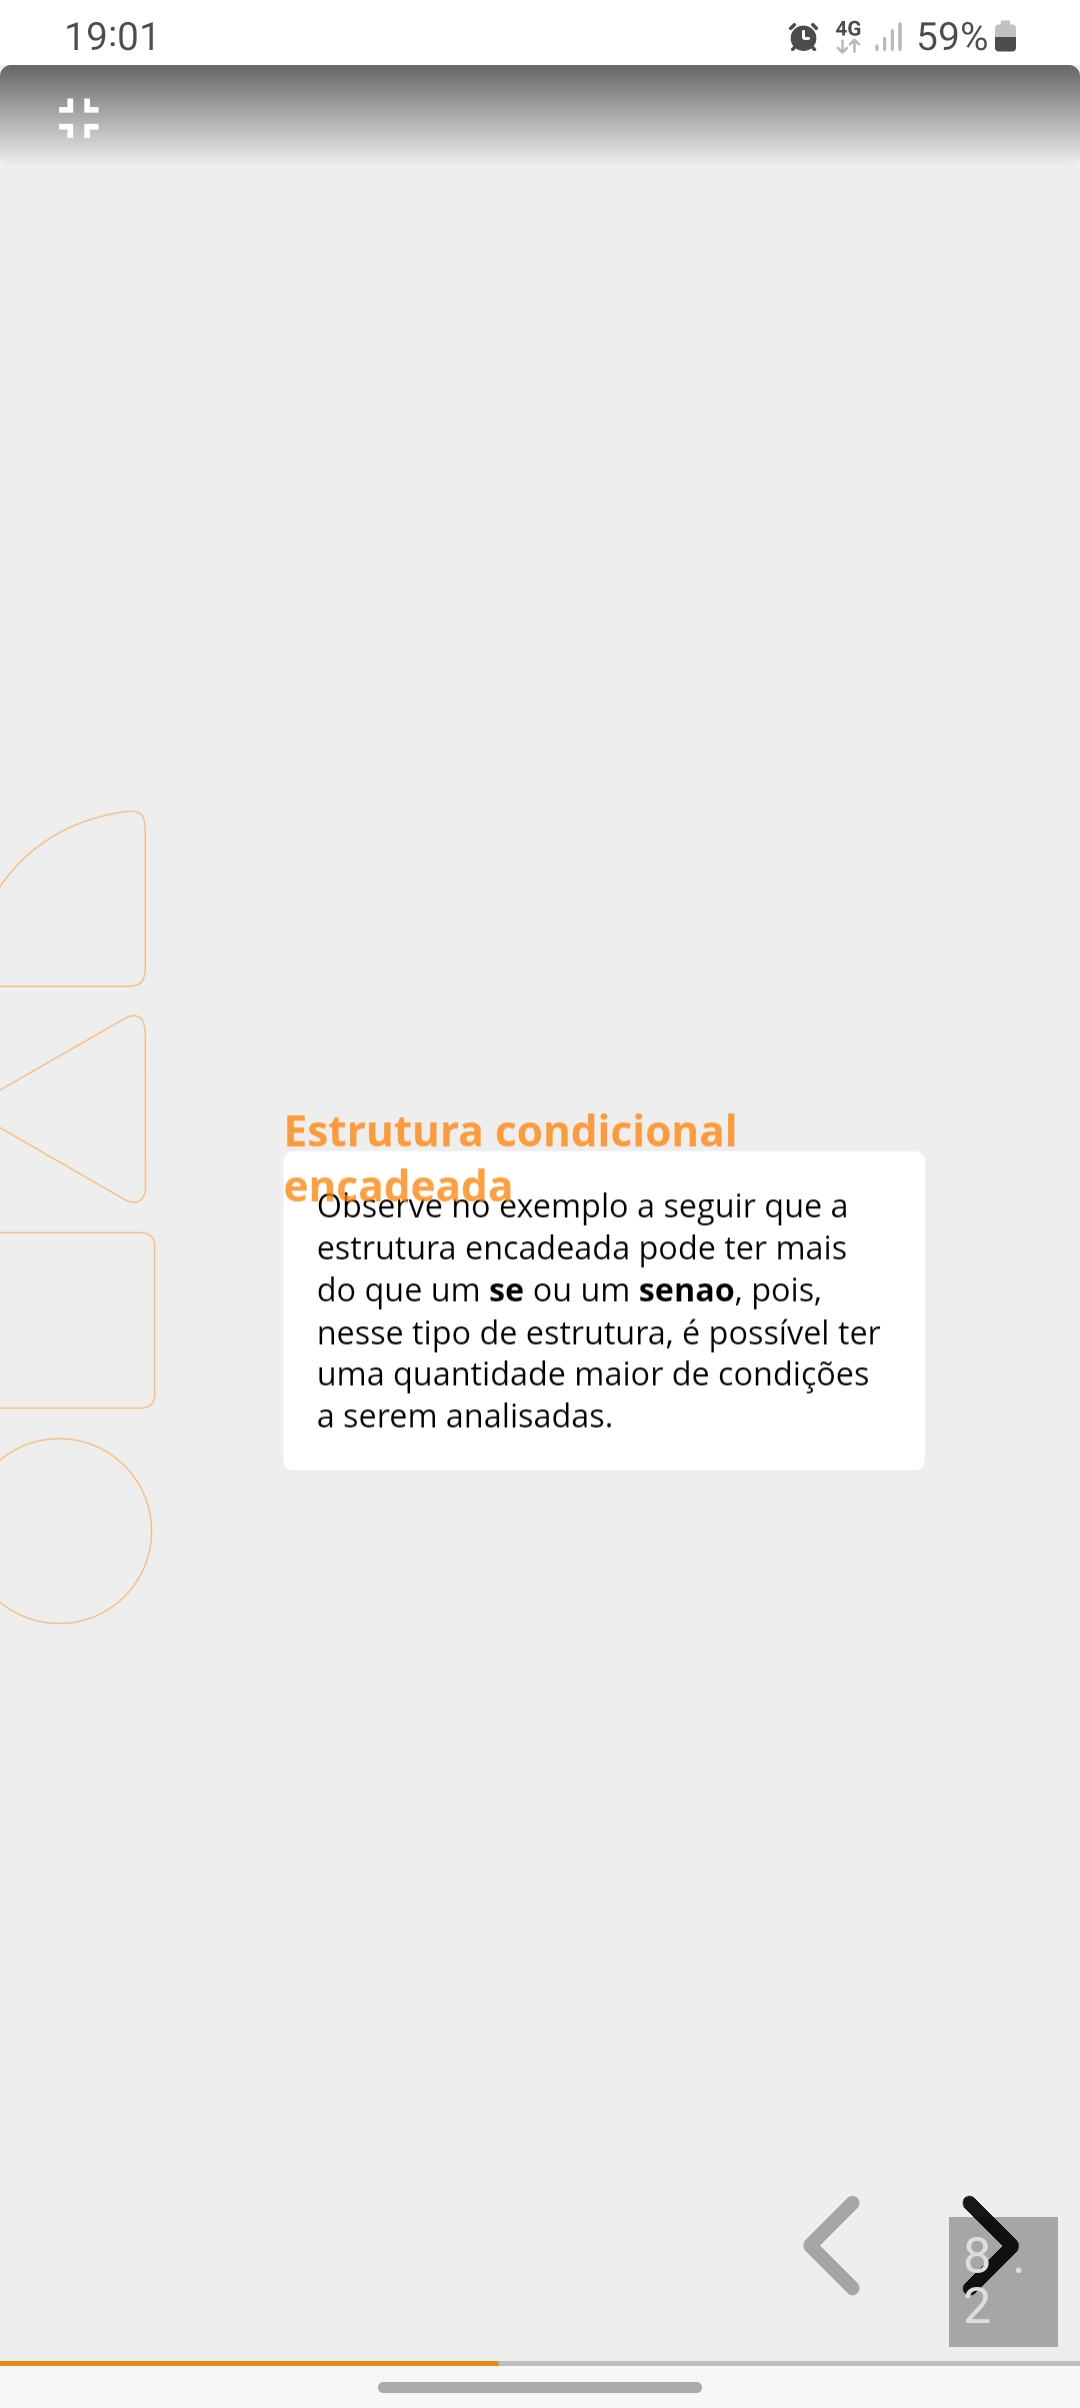 19:01
4G
59%
Estrutura condicional
encadeada
Observe no exemplo a seguir que a
estrutura encadeada pode ter mais
do que um se ou um senao, pois,
nesse tipo de estrutura, é possível ter
uma quantidade maior de condições
a serem analisadas.
8 .
2